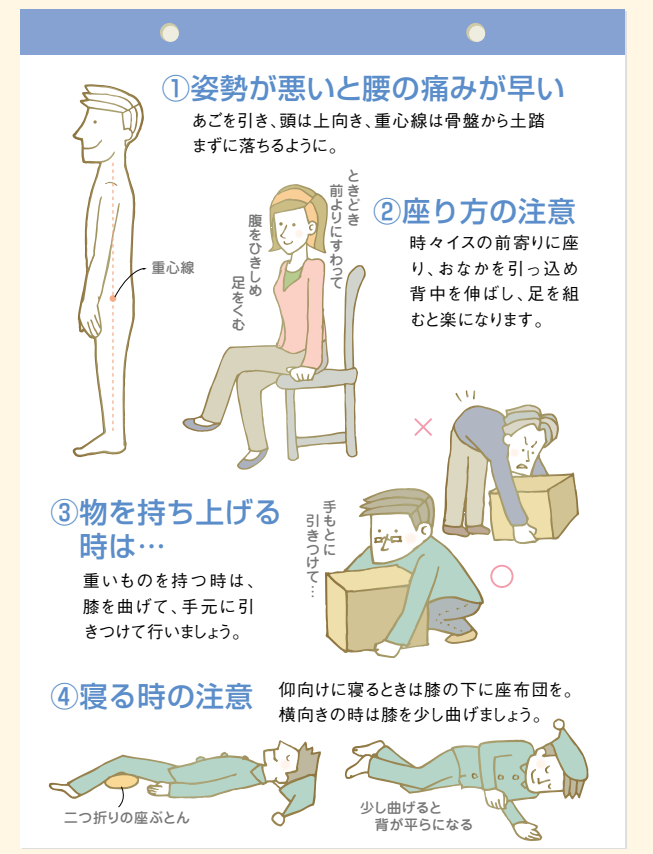 ①姿勢が悪いと腰の痛みが早い
あごを引き、頭は上向き、重心線は骨盤から土踏
まずに落ちるように。
重心線
ときどき
前よりにすわって
腹をひきしめ
足をくむ
②座り方の注意
時々イスの前寄りに座
り、おなかを引っ込め
背中を伸ばし、足を組
むと楽になります。
③物を持ち上げる
時は…
重いものを持つ時は、
膝を曲げて、手元に引
きつけて行いましょう。
手もとに
引きつけて…
④寝る時の注意
仰向けに寝るときは膝の下に座布団を。
横向きの時は膝を少し曲げましょう。
二つ折りの座ぶとん
少し曲げると
背が平らになる